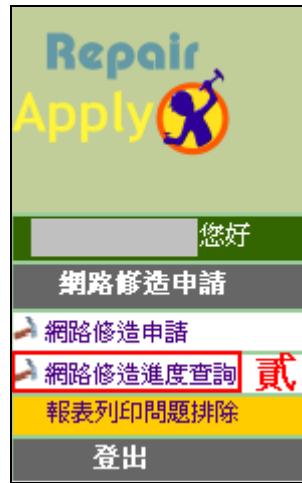 Repair
Apply
您好
網路修造申請
網路修造申請
網路修造進度查詢 貳
報表列印問題排除
登出